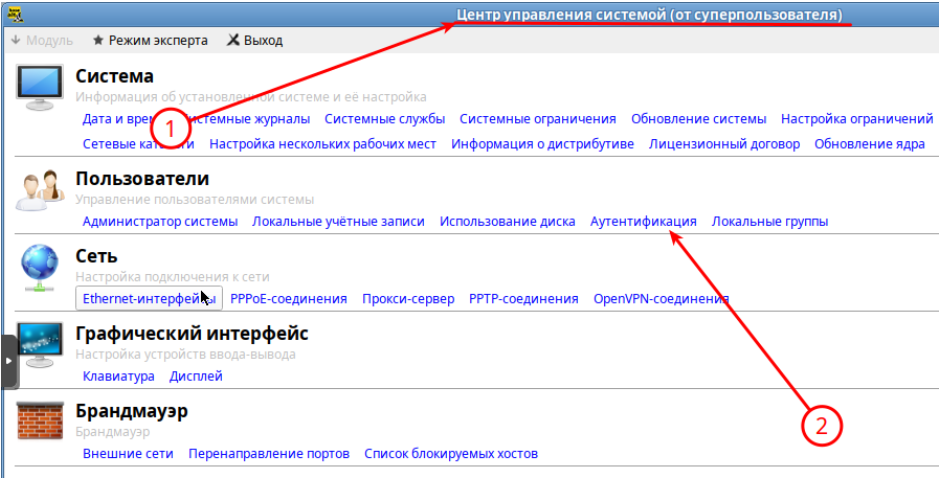 Центр управления системой (от суперпользователя)
Модуль Режим эксперта Выход
Система
Информация об установленной системе и её настройка
Дата и врем системные журналы Системные службы Системные ограничения Обновление системы Настройка ограничений
1
Сетевые кат и Настройка нескольких рабочих мест Информация о дистрибутиве Лицензионный договор Обновление ядра
Пользователи
Управление пользователями системы
Администратор системы Локальные учётные записи Использование диска Аутентификация Локальные группы
Сеть
Настройка подключения к сети
Ethernet-интерфейсы PPPoE-соединения Прокси-сервер PPTP-соединения OpenVPN-соединения
Графический интерфейс
Настройка устройств ввода-вывода
Клавиатура Дисплей
Брандмауэр
Брандмауэр
2
Внешние сети Перенаправление портов Список блокируемых хостов